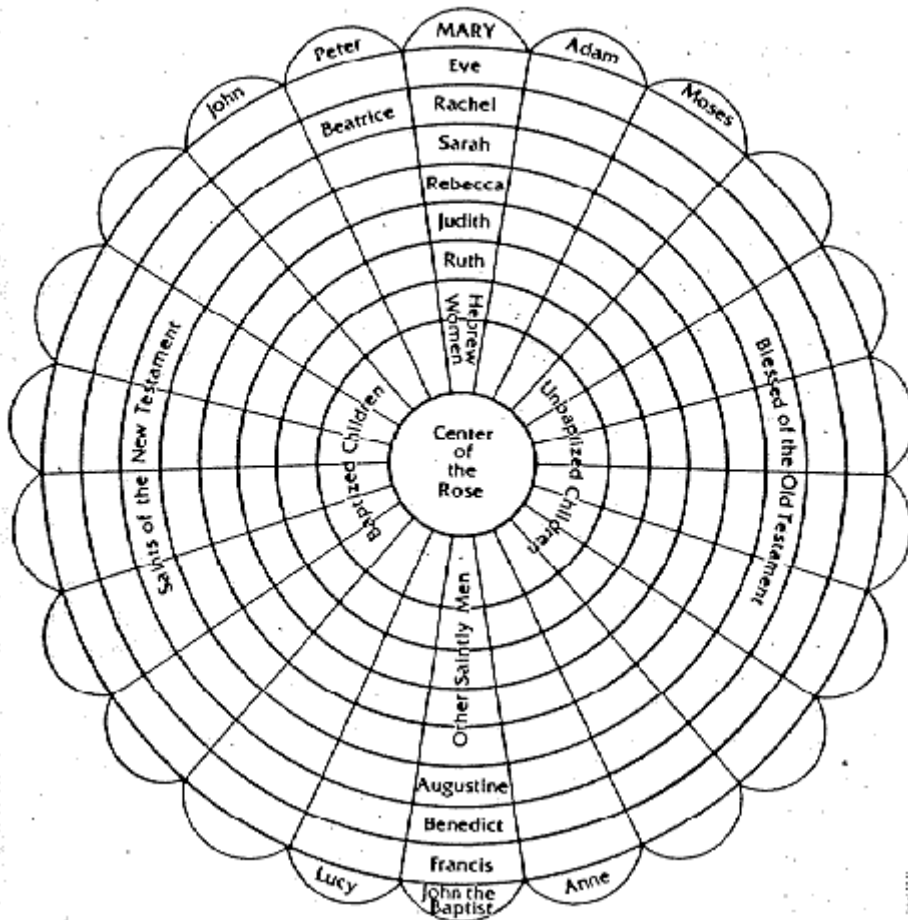 MARY
Peter
Adam
John
Moses
Eve
Beatrice
Rachel
Sarah
Rebecca
Judith
Ruth
Hebrew
Women
Saints of the New Testament
Baptized Children
Center
of
the
Rose
Unbaptized Children
Blessed of the Old Testament
Other Saintly Men
Augustine
Benedict
Francis
Lucy
John the
Baptist
Anne